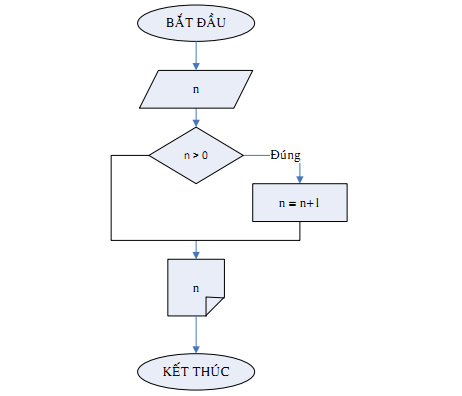 BẮT ĐẦU
n
n > 0
Đúng
n = n+1
n
KẾT THÚC